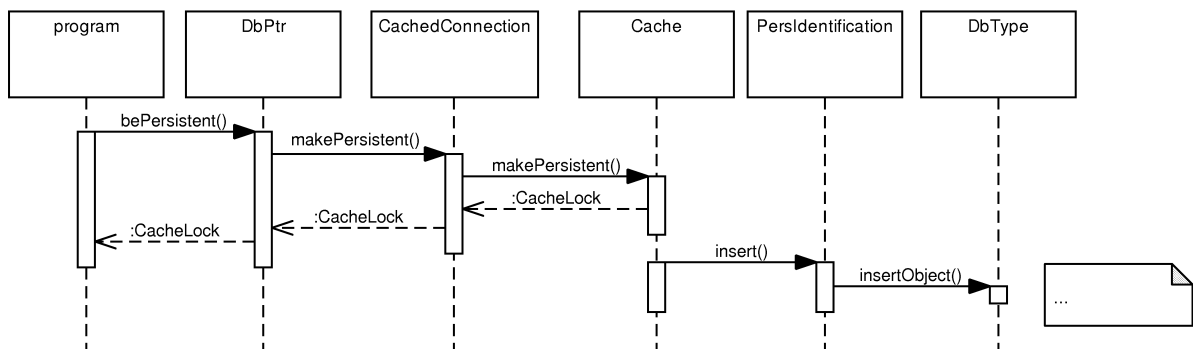 program
DbPtr
CachedConnection
Cache
PersIdentification
DbType
bePersistent()
makePersistent()
makePersistent()
:CacheLock
:CacheLock
:CacheLock
insert()
insertObject()
...